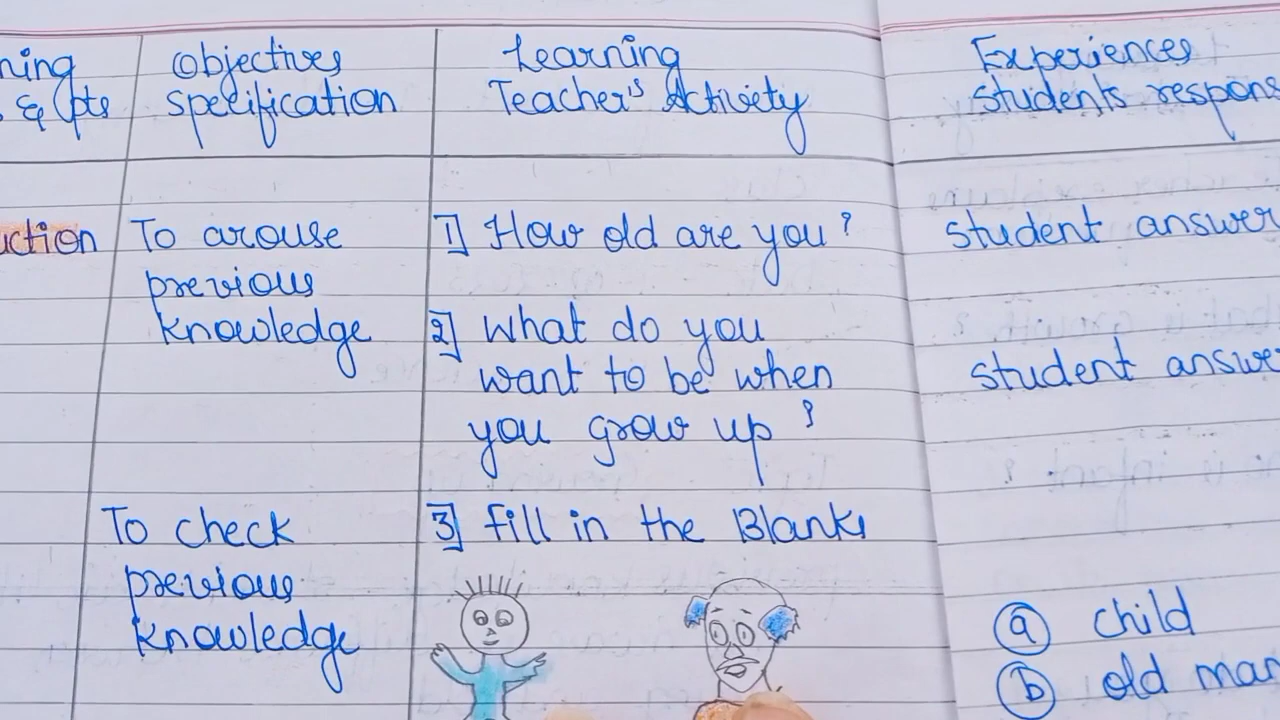 ning
& pts
Objectives
specification
Learning
Teacher's Activity
Experiences
students respons
uction
To arouse
previous
knowledge
1] How old are you?
2] What do you
want to be when
you grow up?
student answer
student answe
To check
previous
knowledge
3] fill in the Blanks
a child
b old man